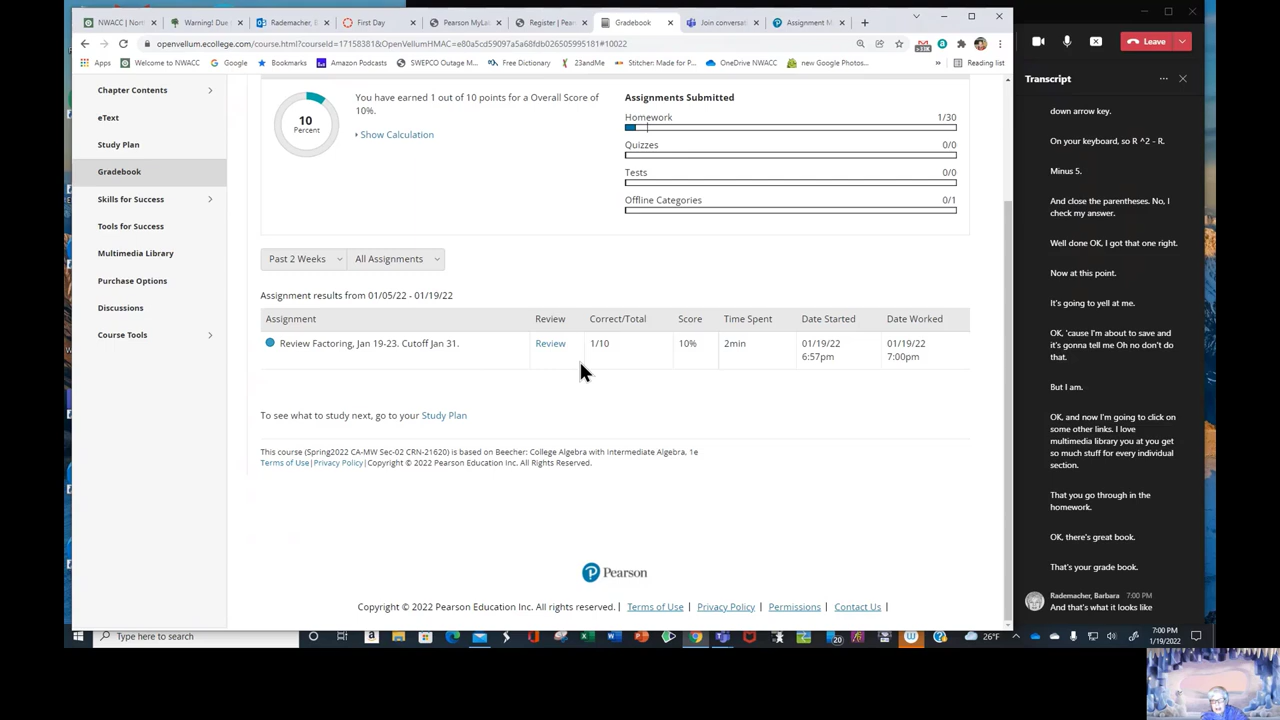 NWACC | Nor
Warning! Due
Rademacher, B
First Day
Pearson MyLa
Register | Pears
Gradebook
Join conversat
Assignment M
openvellum.ecollege.com/course.html?courseId=17158381&OpenVellumHMAC=e80a5cd59097a5a68fdb026505995181#10022
Leave
Apps
Welcome to NWACC
Google
Bookmarks
Amazon Podcasts
SWEPCO Outage M...
Free Dictionary
23andMe
Stitcher: Made for P...
OneDrive NWACC
new Google Photos...
Reading list
Chapter Contents
eText
Study Plan
Gradebook
Skills for Success
Tools for Success
Multimedia Library
Purchase Options
Discussions
Course Tools
10
Percent
You have earned 1 out of 10 points for a Overall Score of
10%.
Show Calculation
Assignments Submitted
Homework 1/30
Quizzes 0/0
Tests 0/0
Offline Categories 0/1
Past 2 Weeks
All Assignments
Assignment results from 01/05/22 - 01/19/22
Assignment Review Correct/Total Score Time Spent Date Started Date Worked
Review Factoring, Jan 19-23. Cutoff Jan 31. Review 1/10 10% 2min 01/19/22 01/19/22
6:57pm 7:00pm
To see what to study next, go to your Study Plan
This course (Spring2022 CA-MW Sec-02 CRN-21620) is based on Beecher: College Algebra with Intermediate Algebra, 1e
Terms of Use|Privacy Policy|Copyright © 2022 Pearson Education Inc. All Rights Reserved.
Pearson
Copyright © 2022 Pearson Education Inc. All rights reserved. | Terms of Use | Privacy Policy | Permissions | Contact Us |
Transcript
down arrow key.
On your keyboard, so R ^2 - R.
Minus 5.
And close the parentheses. No, I
check my answer.
Well done OK, I got that one right.
Now at this point.
It's going to yell at me.
OK, 'cause I'm about to save and
it's gonna tell me Oh no don't do
that.
But I am.
OK, and now I'm going to click on
some other links. I love
multimedia library you at you get
so much stuff for every individual
section.
That you go through in the
homework.
OK, there's great book.
That's your grade book.
Rademacher, Barbara 7:00 PM
And that's what it looks like
Type here to search
20
26°F
7:00 PM
1/19/2022